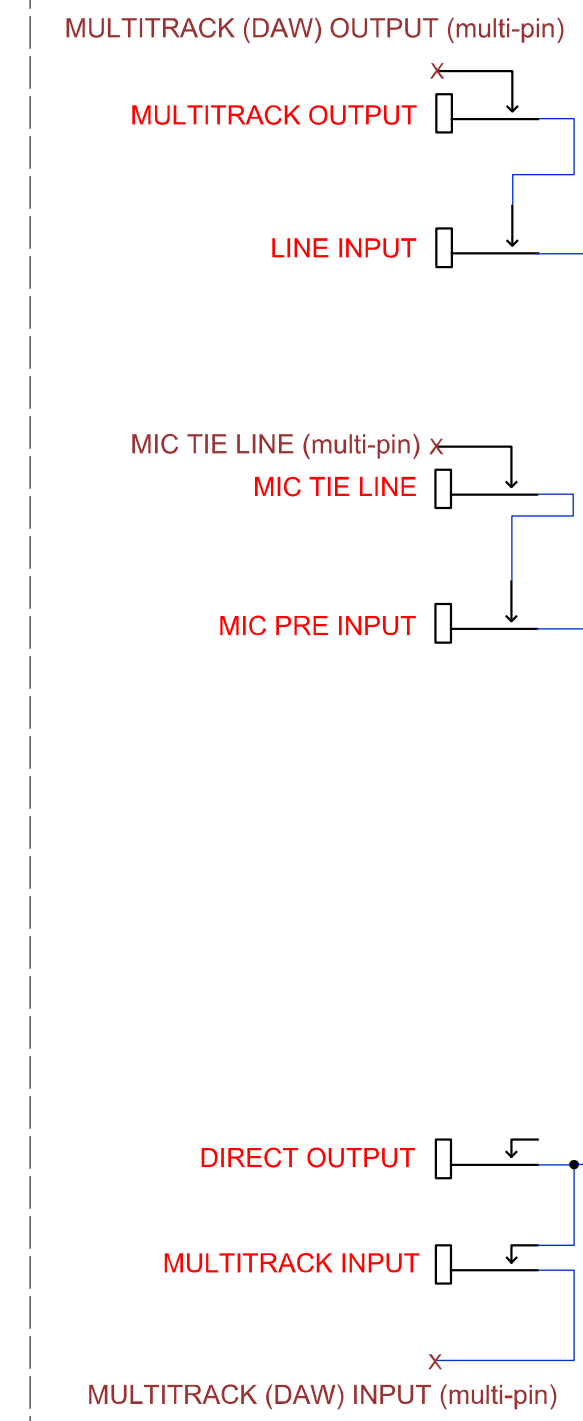 MULTITRACK (DAW) OUTPUT (multi-pin)
X
MULTITRACK OUTPUT
LINE INPUT
MIC TIE LINE (multi-pin) X
MIC TIE LINE
MIC PRE INPUT
DIRECT OUTPUT
MULTITRACK INPUT
X
MULTITRACK (DAW) INPUT (multi-pin)